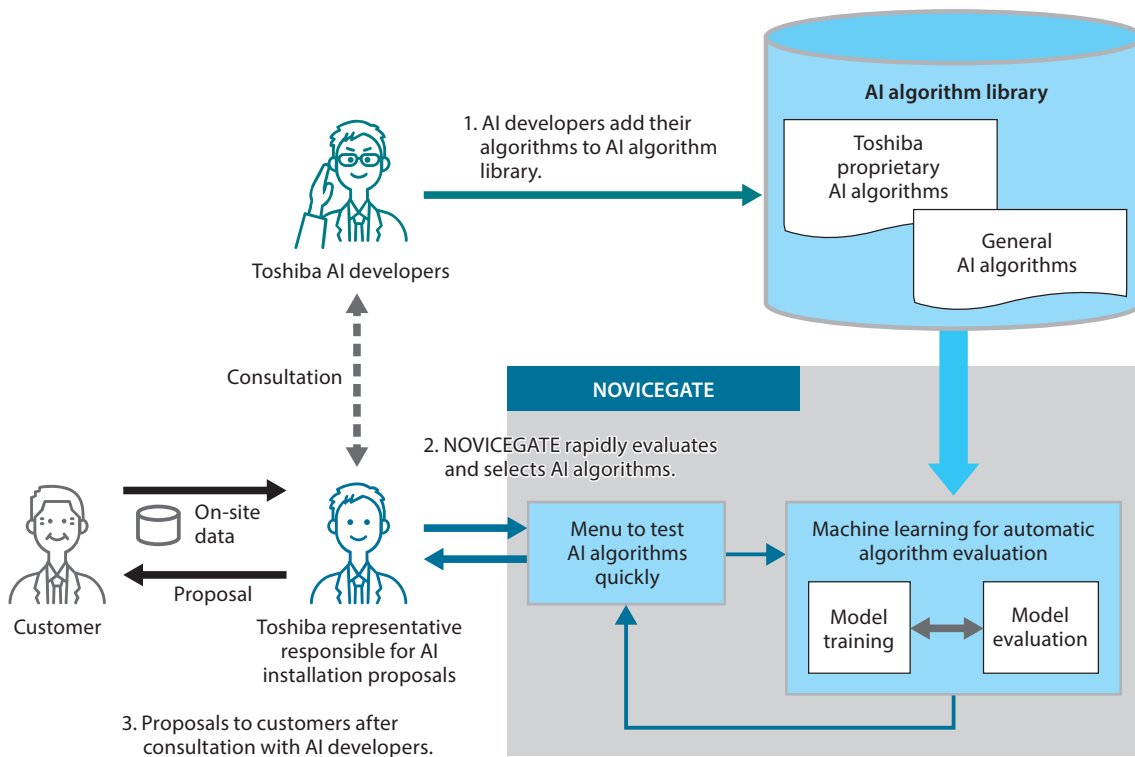 AI algorithm library
1. AI developers add their
algorithms to AI algorithm
library.
Toshiba
proprietary
AI algorithms
General
AI algorithms
Toshiba AI developers
Consultation
NOVICEGATE
2. NOVICEGATE rapidly evaluates
and selects AI algorithms.
On-site
data
Proposal
Customer
Toshiba representative
responsible for AI
installation proposals
Menu to test
AI algorithms
quickly
Machine learning for automatic
algorithm evaluation
Model
training
Model
evaluation
3. Proposals to customers after
consultation with AI developers.